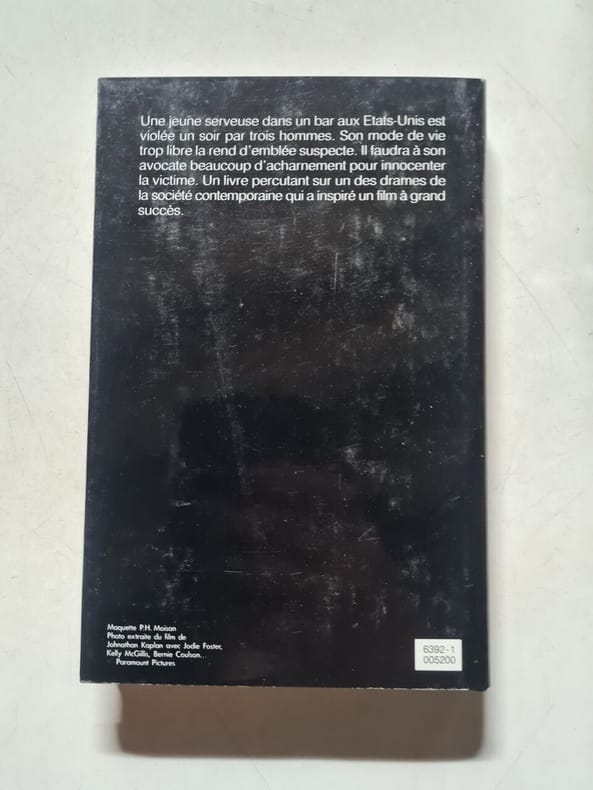 Une jeune serveuse dans un bar aux Etats-Unis est
violée un soir par trois hommes. Son mode de vie
trop libre la rend d'emblée suspecte. Il faudra à son
avocate beaucoup d'acharnement pour innocenter
la victime. Un livre percutant sur un des drames de
la société contemporaine qui a inspiré un film à grand
succès.
Maquette P.H. Moisan
Photo extraite du film de
Johnathan Kaplan avec Jodie Foster,
Kelly McGillis, Bernie Coulson...
Paramount Pictures
6392-1
005200